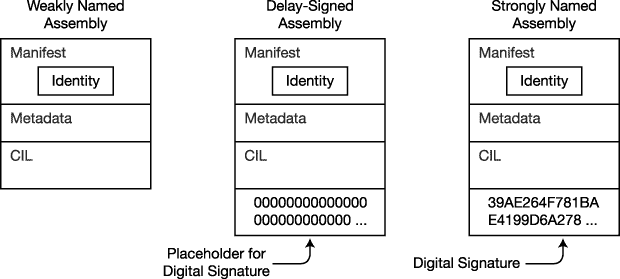 Weakly Named
Assembly
Manifest
Identity
Metadata
CIL
Delay-Signed
Assembly
Manifest
Identity
Metadata
CIL
00000000000000
000000000000 ...
Placeholder for
Digital Signature
Strongly Named
Assembly
Manifest
Identity
Metadata
CIL
39AE264F781BA
E4199D6A278 ...
Digital Signature